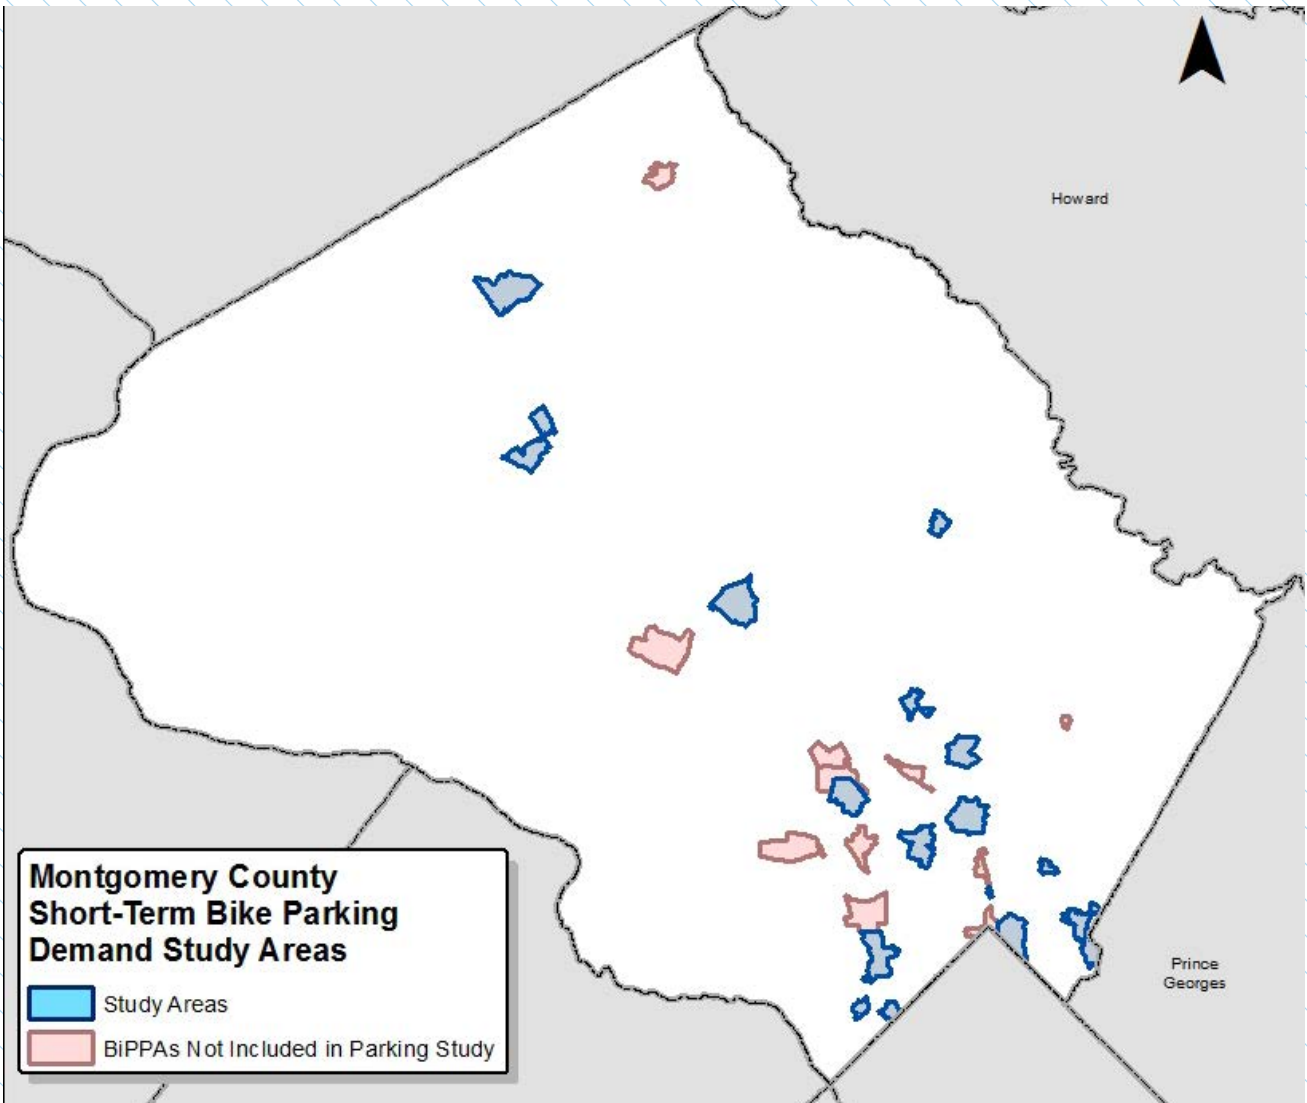 Howard
Montgomery County
Short-Term Bike Parking
Demand Study Areas
Study Areas
BiPPAs Not Included in Parking Study
Prince
Georges